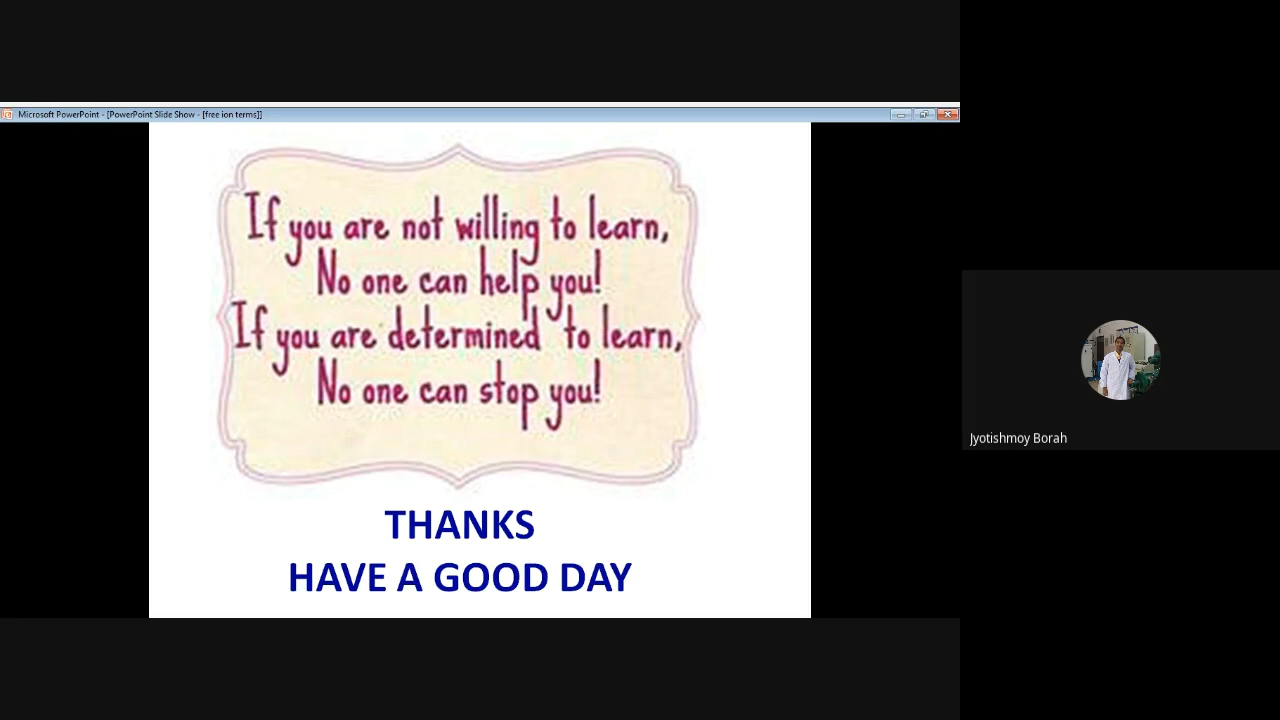 Microsoft PowerPoint - [PowerPoint Slide Show - [free ion terms]]
If you are not willing to learn,
No one can help you!
If you are determined to learn,
No one can stop you!
THANKS
HAVE A GOOD DAY
Jyotishmoy Borah